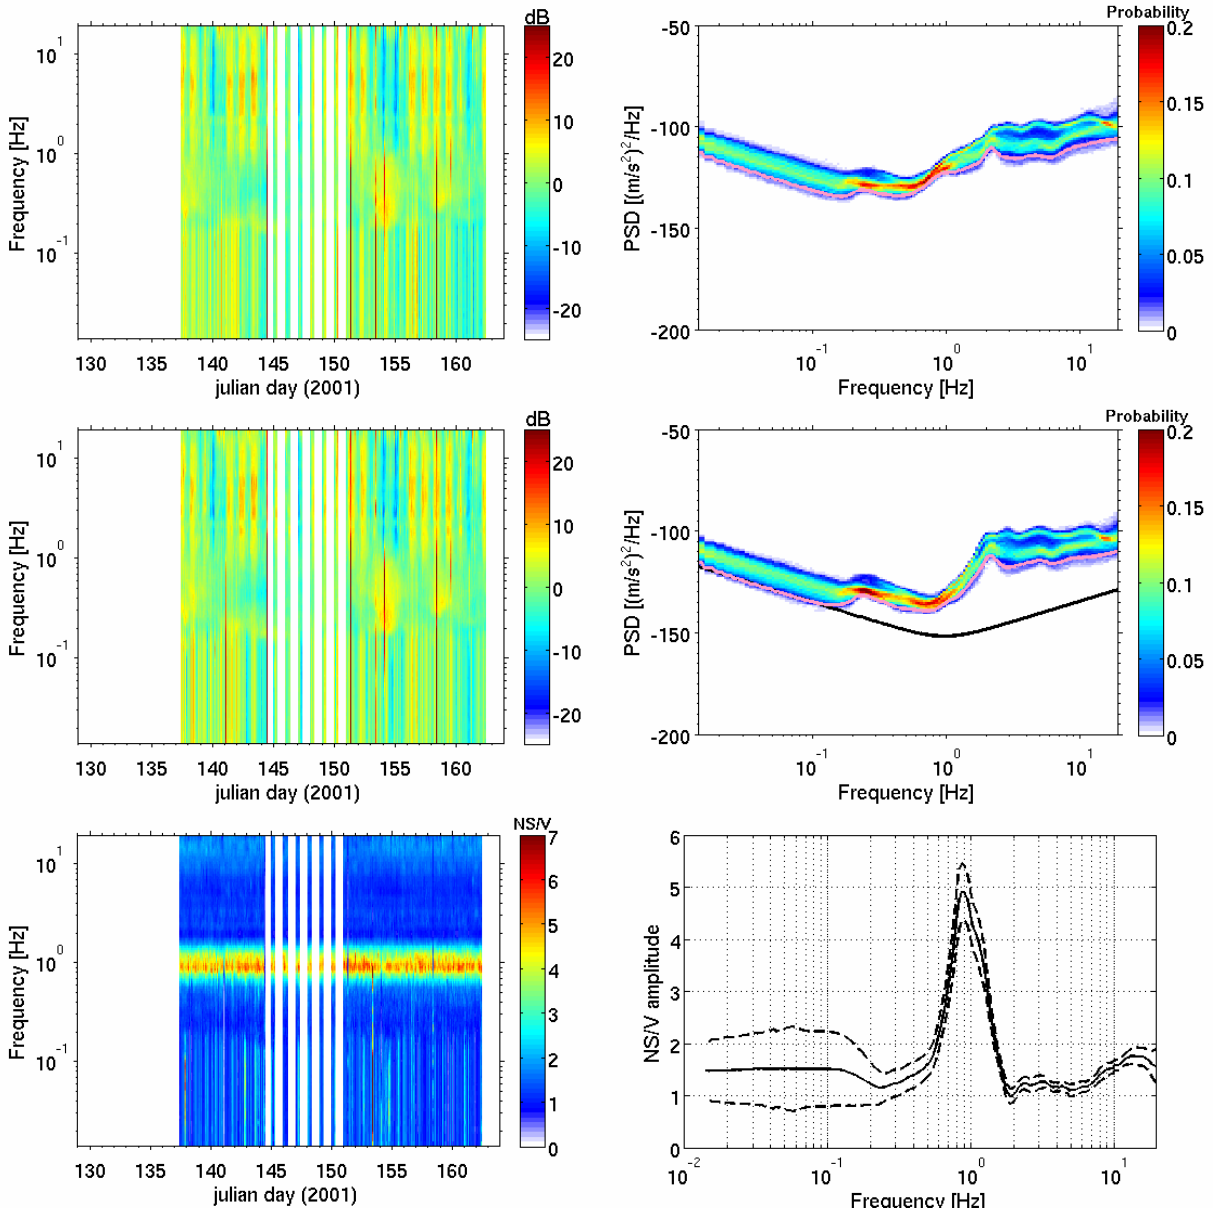 dB
Probability
10^1
20
-50
0.2
10
-100
0.15
10^0
0
-150
0.1
10^-1
-10
0.05
-20
-200
0
Frequency [Hz]
PSD [(m/s²)²/Hz]
130 135 140 145 150 155 160
10^-1 10^0 10^1
julian day (2001)
Frequency [Hz]
dB
Probability
10^1
20
-50
0.2
10
-100
0.15
10^0
0
-150
0.1
10^-1
-10
0.05
-20
-200
0
Frequency [Hz]
PSD [(m/s²)²/Hz]
130 135 140 145 150 155 160
10^-1 10^0 10^1
julian day (2001)
Frequency [Hz]
NS/V
10^1
7
6
6
5
5
10^0
4
4
3
3
2
2
10^-1
1
1
0
0
Frequency [Hz]
NS/V amplitude
130 135 140 145 150 155 160
10^-2 10^-1 10^0 10^1
julian day (2001)
Frequency [Hz]